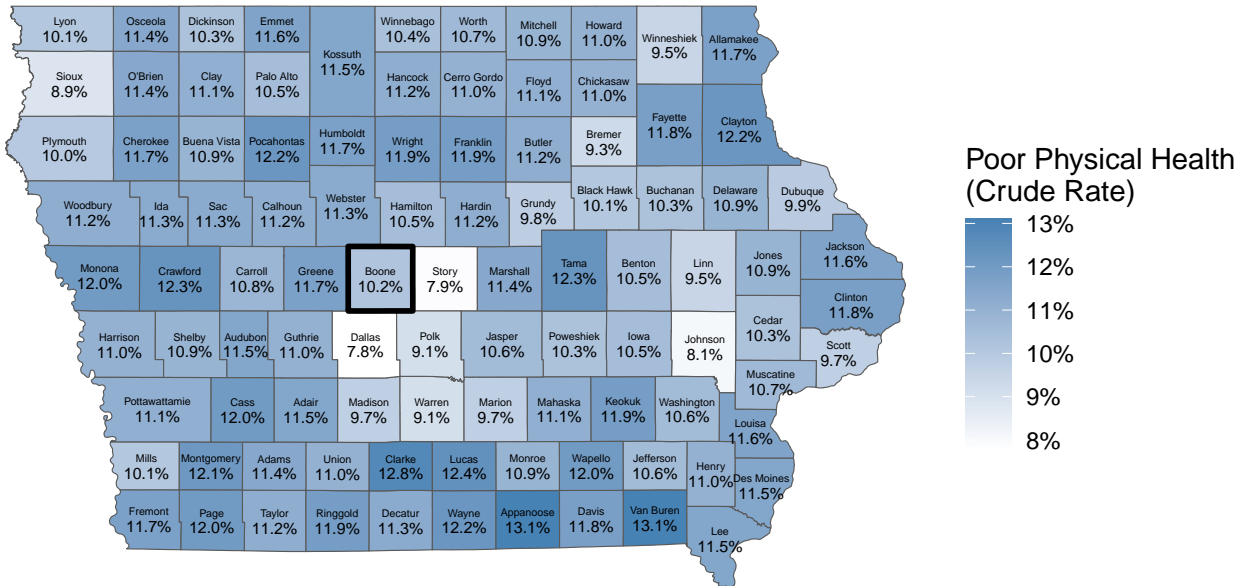 Lyon
10.1%
Osceola
11.4%
Dickinson
10.3%
Emmet
11.6%
Kossuth
11.5%
Winnebago
10.4%
Worth
10.7%
Mitchell
10.9%
Howard
11.0%
Winneshiek
9.5%
Allamakee
11.7%
Sioux
8.9%
O'Brien
11.4%
Clay
11.1%
Palo Alto
10.5%
Hancock
11.2%
Cerro Gordo
11.0%
Floyd
11.1%
Chickasaw
11.0%
Fayette
11.8%
Clayton
12.2%
Plymouth
10.0%
Cherokee
11.7%
Buena Vista
10.9%
Pocahontas
12.2%
Humboldt
11.7%
Wright
11.9%
Franklin
11.9%
Butler
11.2%
Bremer
9.3%
Woodbury
11.2%
Ida
11.3%
Sac
11.3%
Calhoun
11.2%
Webster
11.3%
Hamilton
10.5%
Hardin
11.2%
Grundy
9.8%
Black Hawk
10.1%
Buchanan
10.3%
Delaware
10.9%
Dubuque
9.9%
Monona
12.0%
Crawford
12.3%
Carroll
10.8%
Greene
11.7%
Boone
10.2%
Story
7.9%
Marshall
11.4%
Tama
12.3%
Benton
10.5%
Linn
9.5%
Jones
10.9%
Jackson
11.6%
Clinton
11.8%
Harrison
11.0%
Shelby
10.9%
Audubon
11.5%
Guthrie
11.0%
Dallas
7.8%
Polk
9.1%
Jasper
10.6%
Poweshiek
10.3%
Iowa
10.5%
Johnson
8.1%
Cedar
10.3%
Scott
9.7%
Muscatine
10.7%
Pottawattamie
11.1%
Cass
12.0%
Adair
11.5%
Madison
9.7%
Warren
9.1%
Marion
9.7%
Mahaska
11.1%
Keokuk
11.9%
Washington
10.6%
Louisa
11.6%
Mills
10.1%
Montgomery
12.1%
Adams
11.4%
Union
11.0%
Clarke
12.8%
Lucas
12.4%
Monroe
10.9%
Wapello
12.0%
Jefferson
10.6%
Henry
11.0%
Des Moines
11.5%
Fremont
11.7%
Page
12.0%
Taylor
11.2%
Ringgold
11.9%
Decatur
11.3%
Wayne
12.2%
Appanoose
13.1%
Davis
11.8%
Van Buren
13.1%
Lee
11.5%
Poor Physical Health
(Crude Rate)
13%
12%
11%
10%
9%
8%